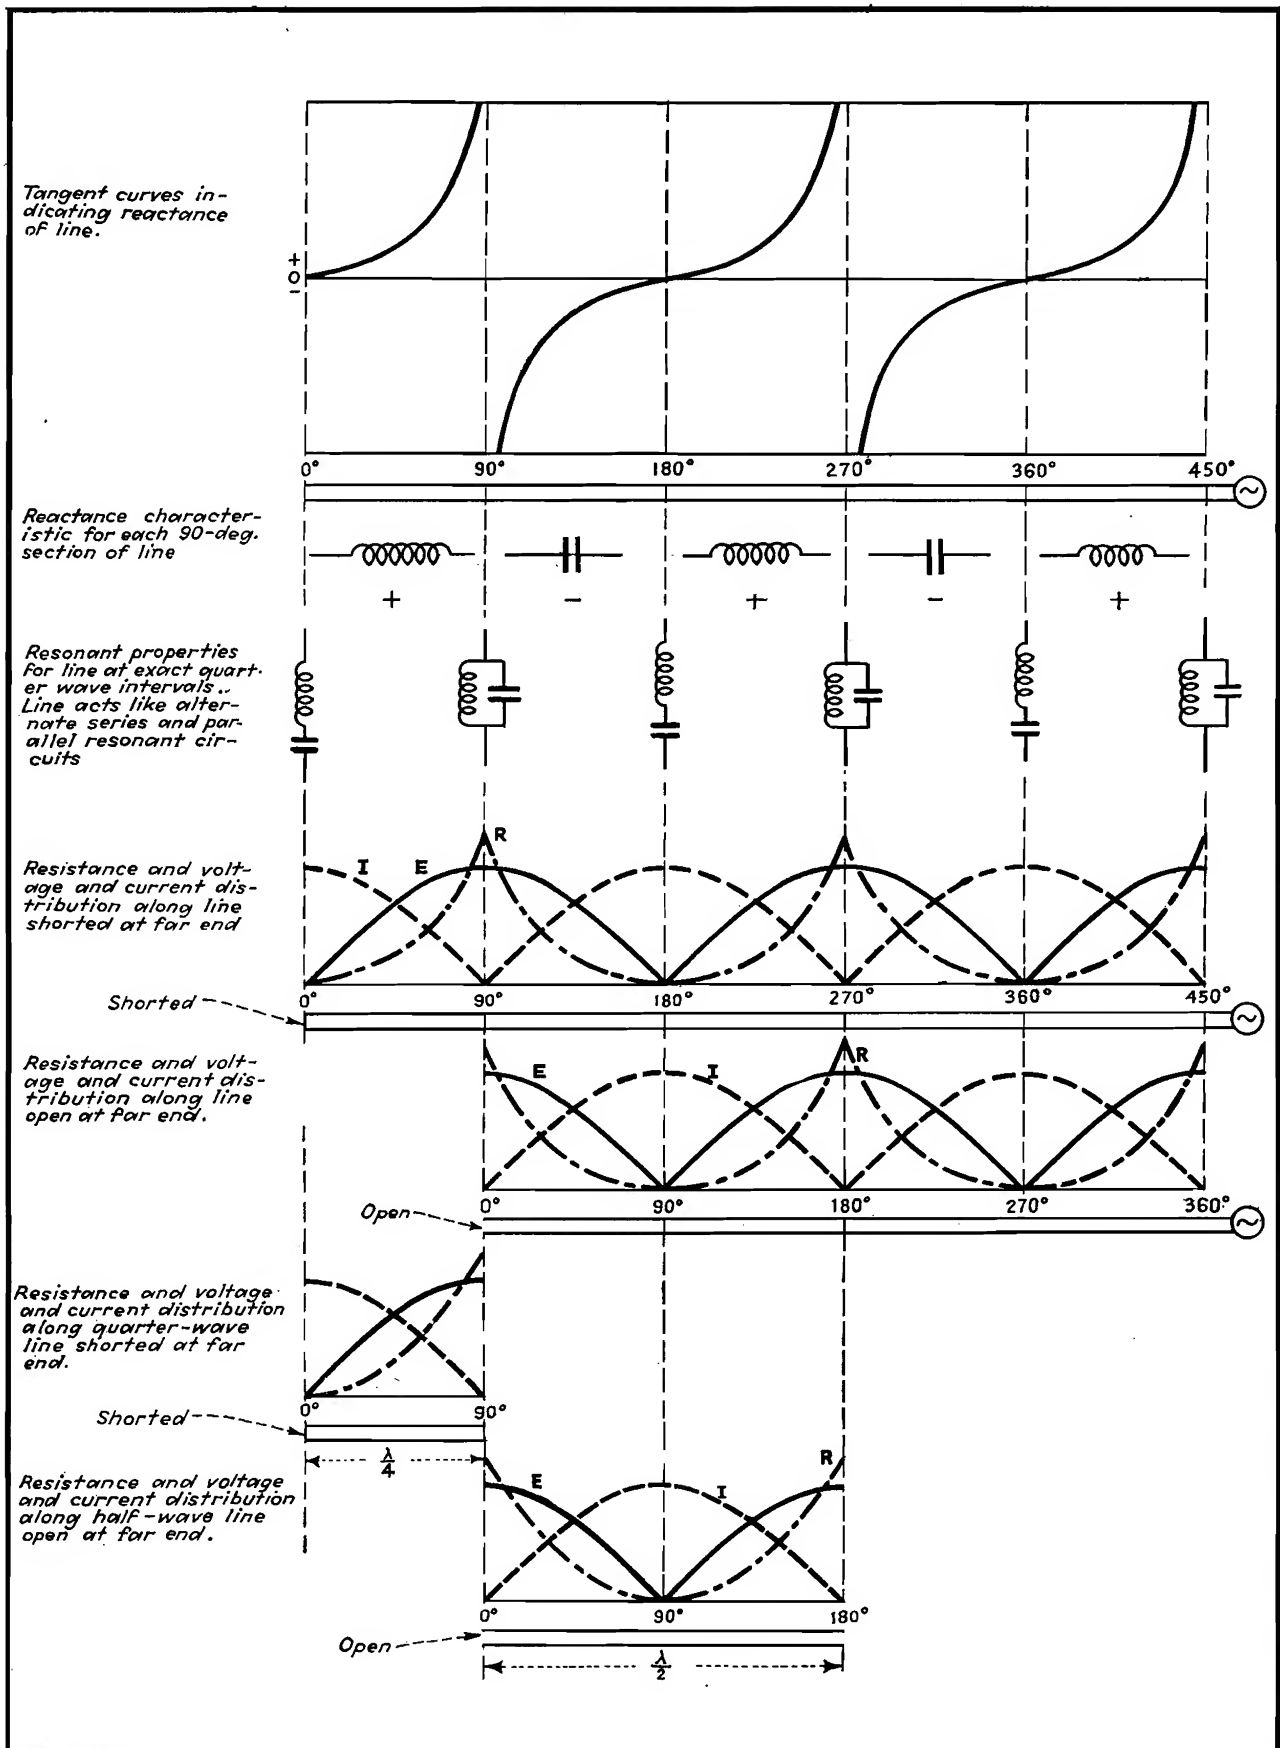 Tangent curves in-
dicating reactance
of line.
+
0
-
0° 90° 180° 270° 360° 450°
Reactance character-
istic for each 90-deg.
section of line
+ - + - +
Resonant properties
for line at exact quart-
er wave intervals..
Line acts like alter-
nate series and par-
allel resonant cir-
cuits
R
I E
Resistance and volt-
age and current dis-
tribution along line
shorted at far end
0° 90° 180° 270° 360° 450°
Shorted
Resistance and volt-
age and current dis-
tribution along line
open at far end.
E I R
0° 90° 180° 270° 360°
Open
Resistance and voltage
and current distribution
along quarter-wave
line shorted at far
end.
0° 90°
Shorted
λ/4
Resistance and voltage
and current distribution
along half-wave line
open at far end.
E I R
0° 90° 180°
Open
λ/2